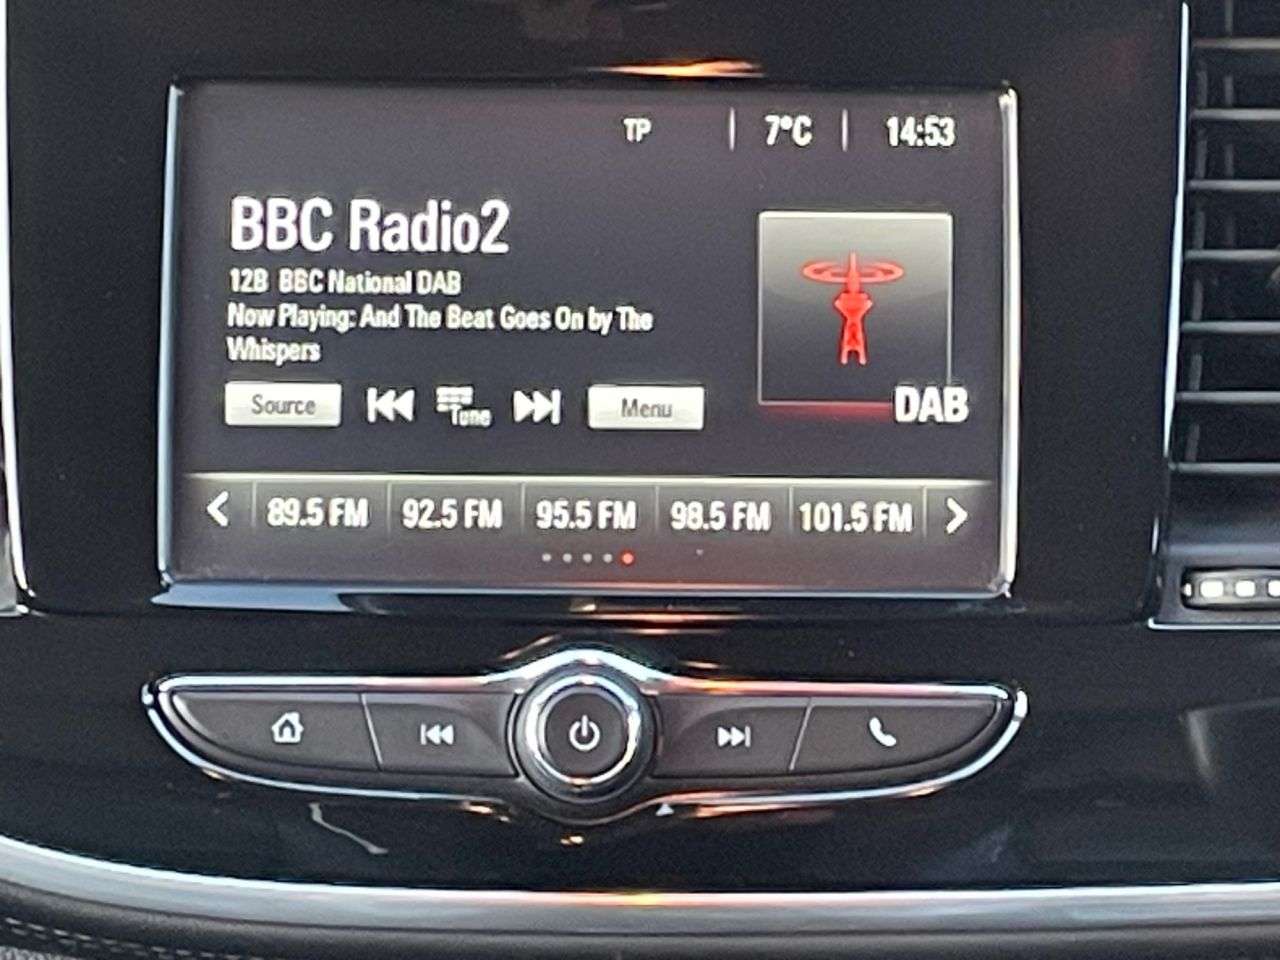 TP 7°C 14:53
BBC Radio2
12B BBC National DAB
Now Playing: And The Beat Goes On by The
Whispers
Source Tune Menu
DAB
89.5 FM 92.5 FM 95.5 FM 98.5 FM 101.5 FM